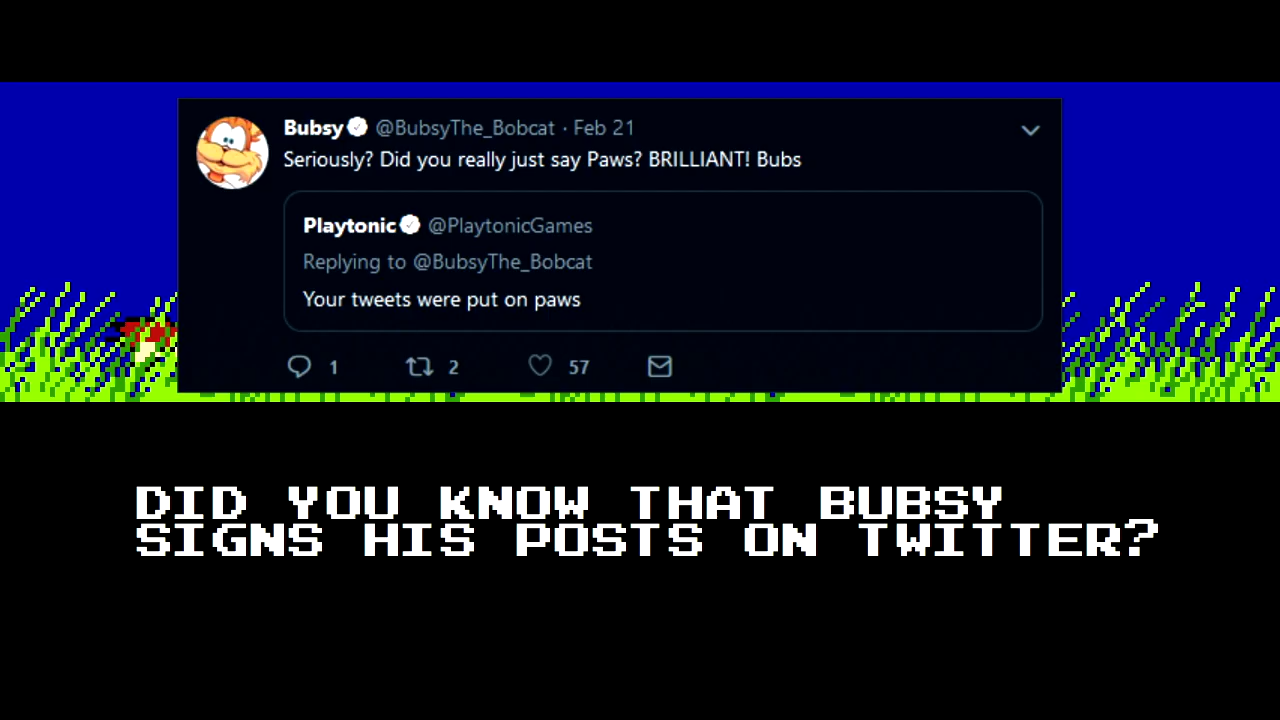 Bubsy @BubsyThe_Bobcat · Feb 21
Seriously? Did you really just say Paws? BRILLIANT! Bubs
Playtonic @PlaytonicGames
Replying to @BubsyThe_Bobcat
Your tweets were put on paws
1 2 57
DID YOU KNOW THAT BUBSY
SIGNS HIS POSTS ON TWITTER?